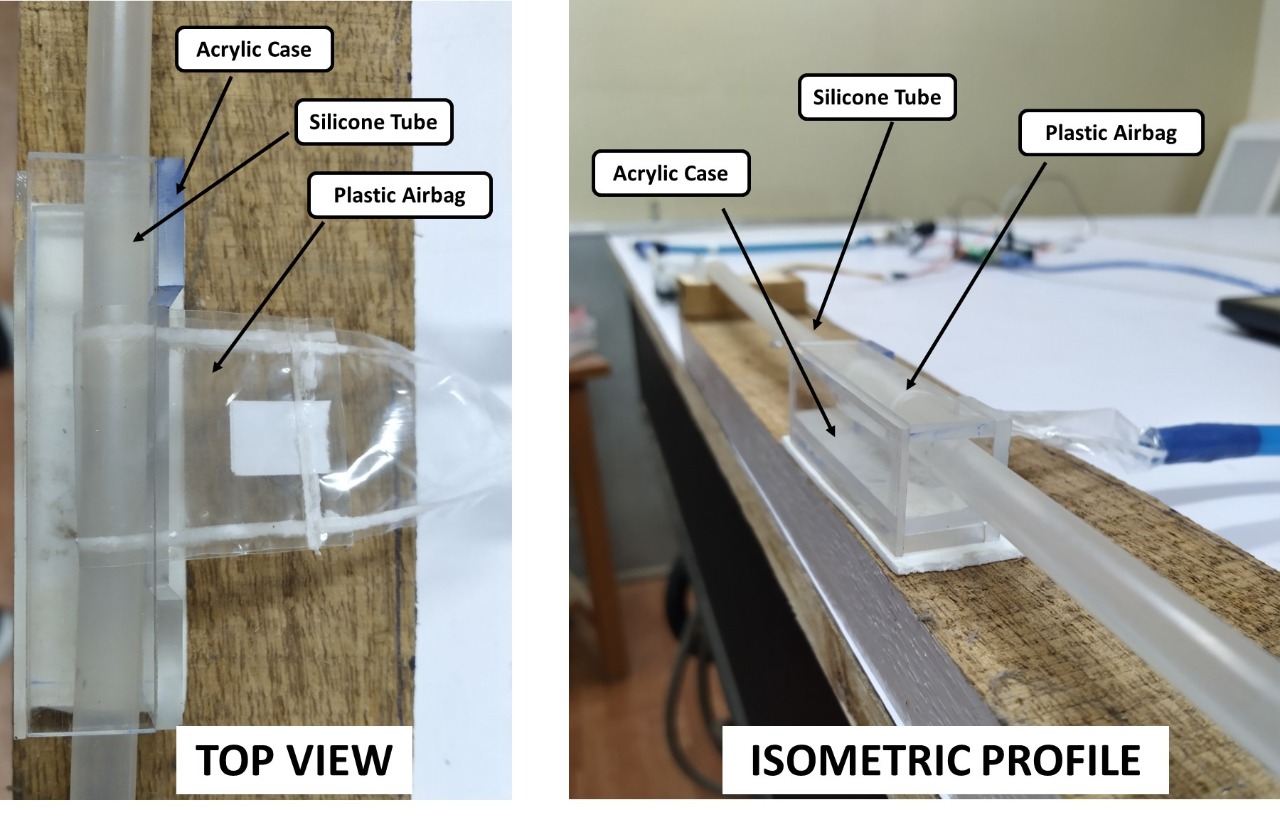 Acrylic Case
Silicone Tube
Plastic Airbag
TOP VIEW
Silicone Tube
Plastic Airbag
Acrylic Case
ISOMETRIC PROFILE